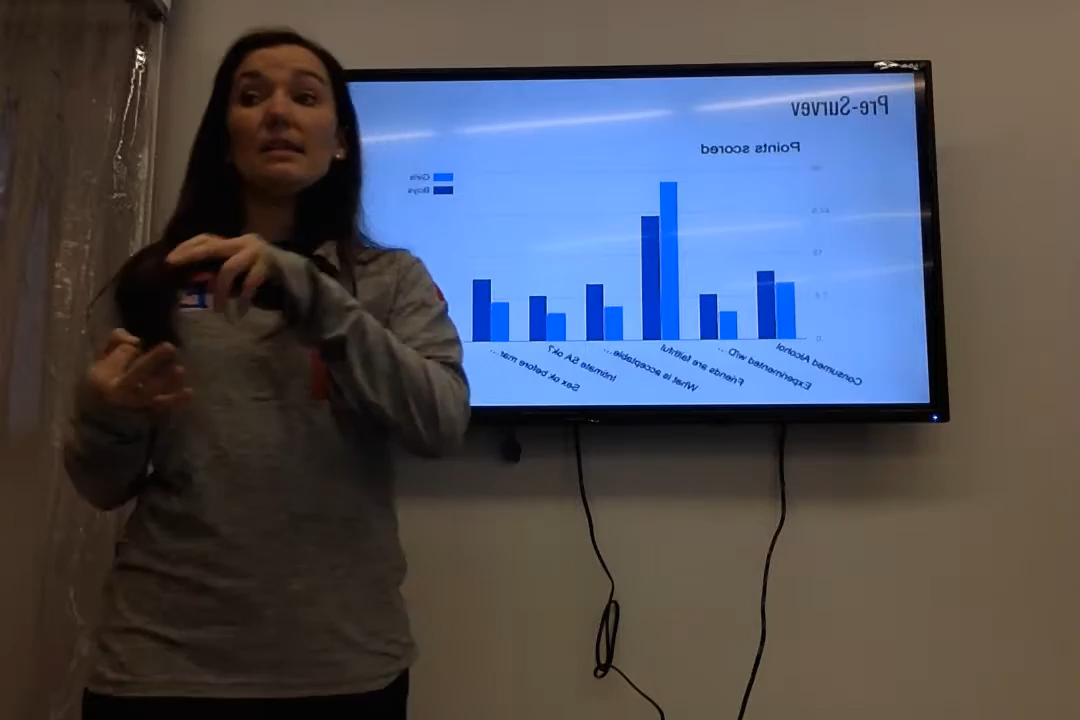 Pre-Survey
Points scored
Girls
Boys
Consumed Alcohol
Experimented w/D...
Friends are faithful
What is acceptable...
Intimate SA ok?
Sex ok before mar...